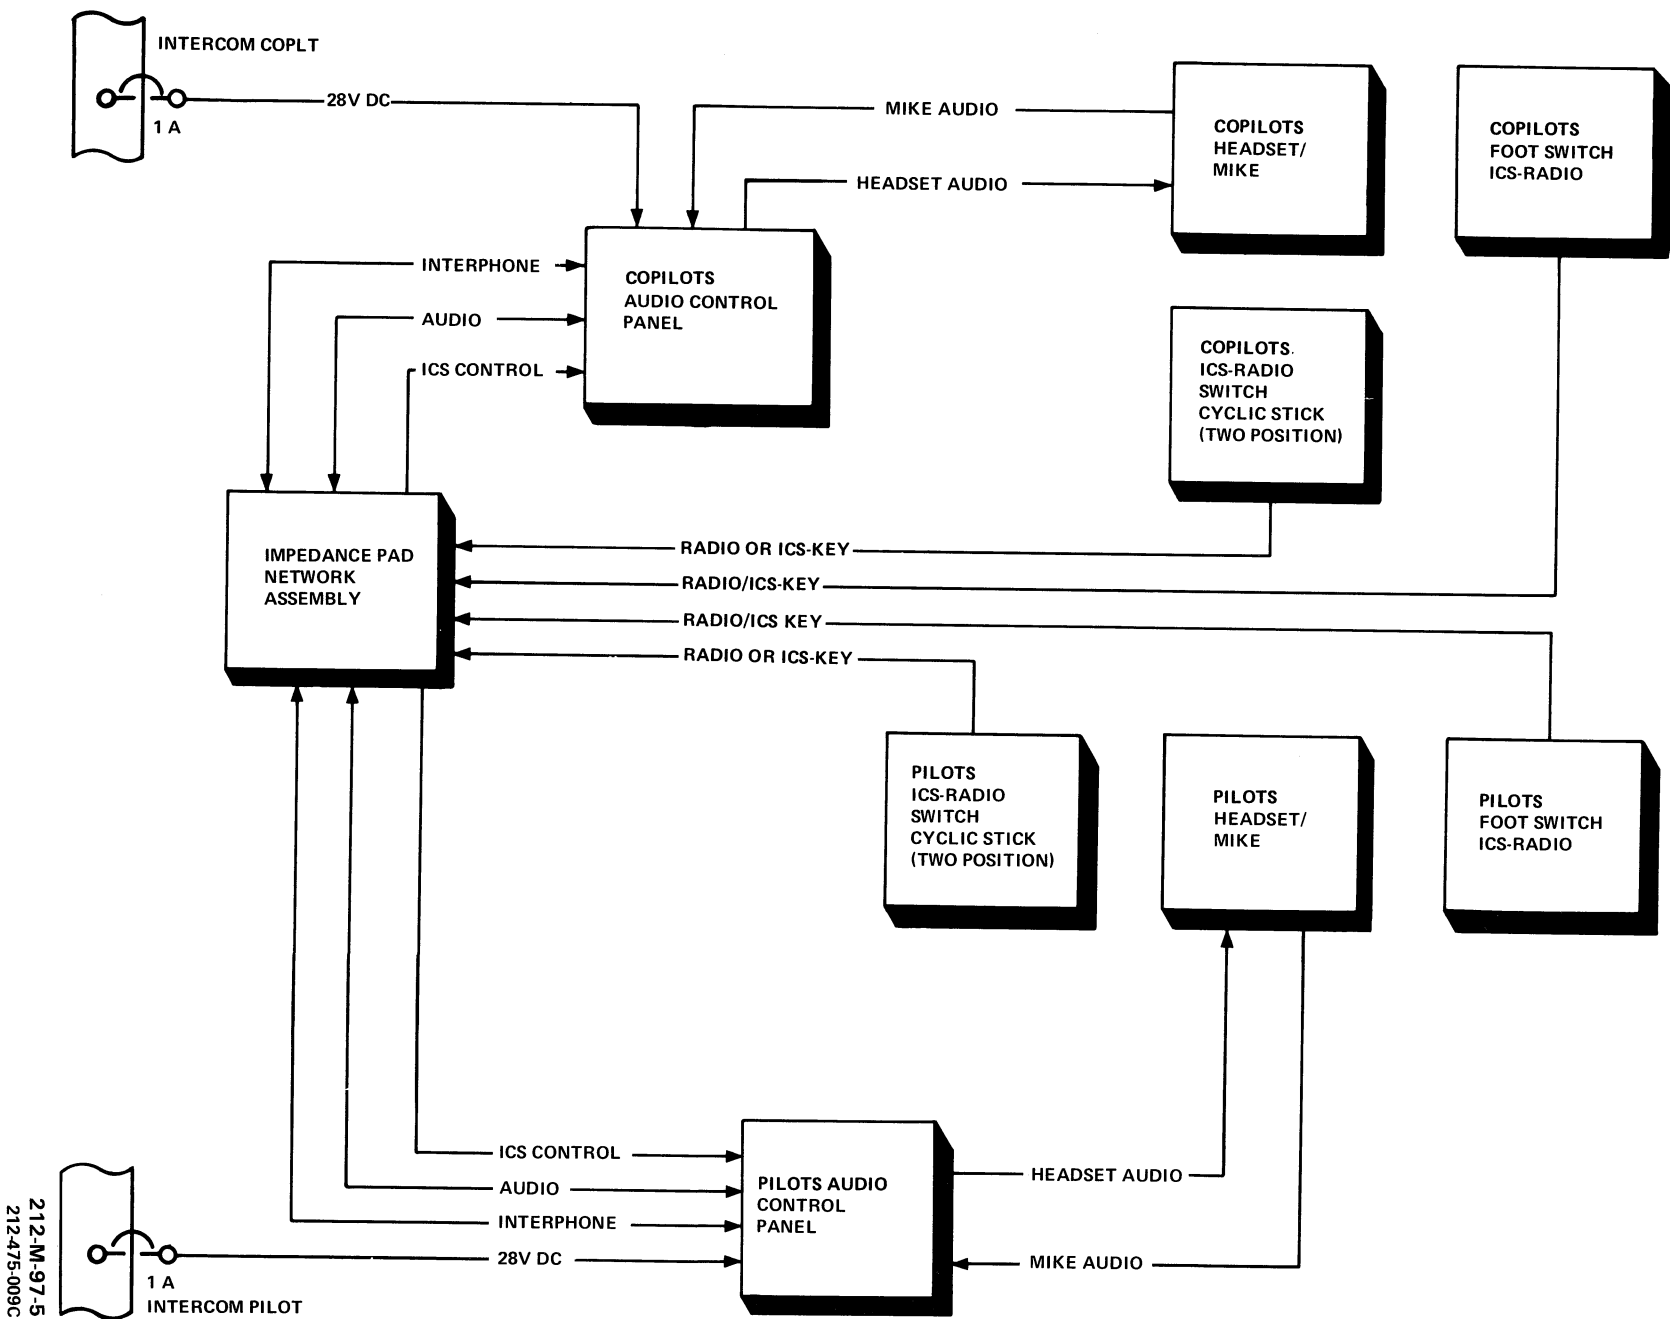 INTERCOM COPLT
1 A
28V DC
MIKE AUDIO
HEADSET AUDIO
COPILOTS
HEADSET/
MIKE
COPILOTS
FOOT SWITCH
ICS-RADIO
INTERPHONE
AUDIO
ICS CONTROL
COPILOTS
AUDIO CONTROL
PANEL
COPILOTS
ICS-RADIO
SWITCH
CYCLIC STICK
(TWO POSITION)
IMPEDANCE PAD
NETWORK
ASSEMBLY
RADIO OR ICS-KEY
RADIO/ICS-KEY
RADIO/ICS KEY
RADIO OR ICS-KEY
PILOTS
ICS-RADIO
SWITCH
CYCLIC STICK
(TWO POSITION)
PILOTS
HEADSET/
MIKE
PILOTS
FOOT SWITCH
ICS-RADIO
ICS CONTROL
AUDIO
INTERPHONE
28V DC
PILOTS AUDIO
CONTROL
PANEL
HEADSET AUDIO
MIKE AUDIO
1 A
INTERCOM PILOT
212-M-97-5
212-475-009C